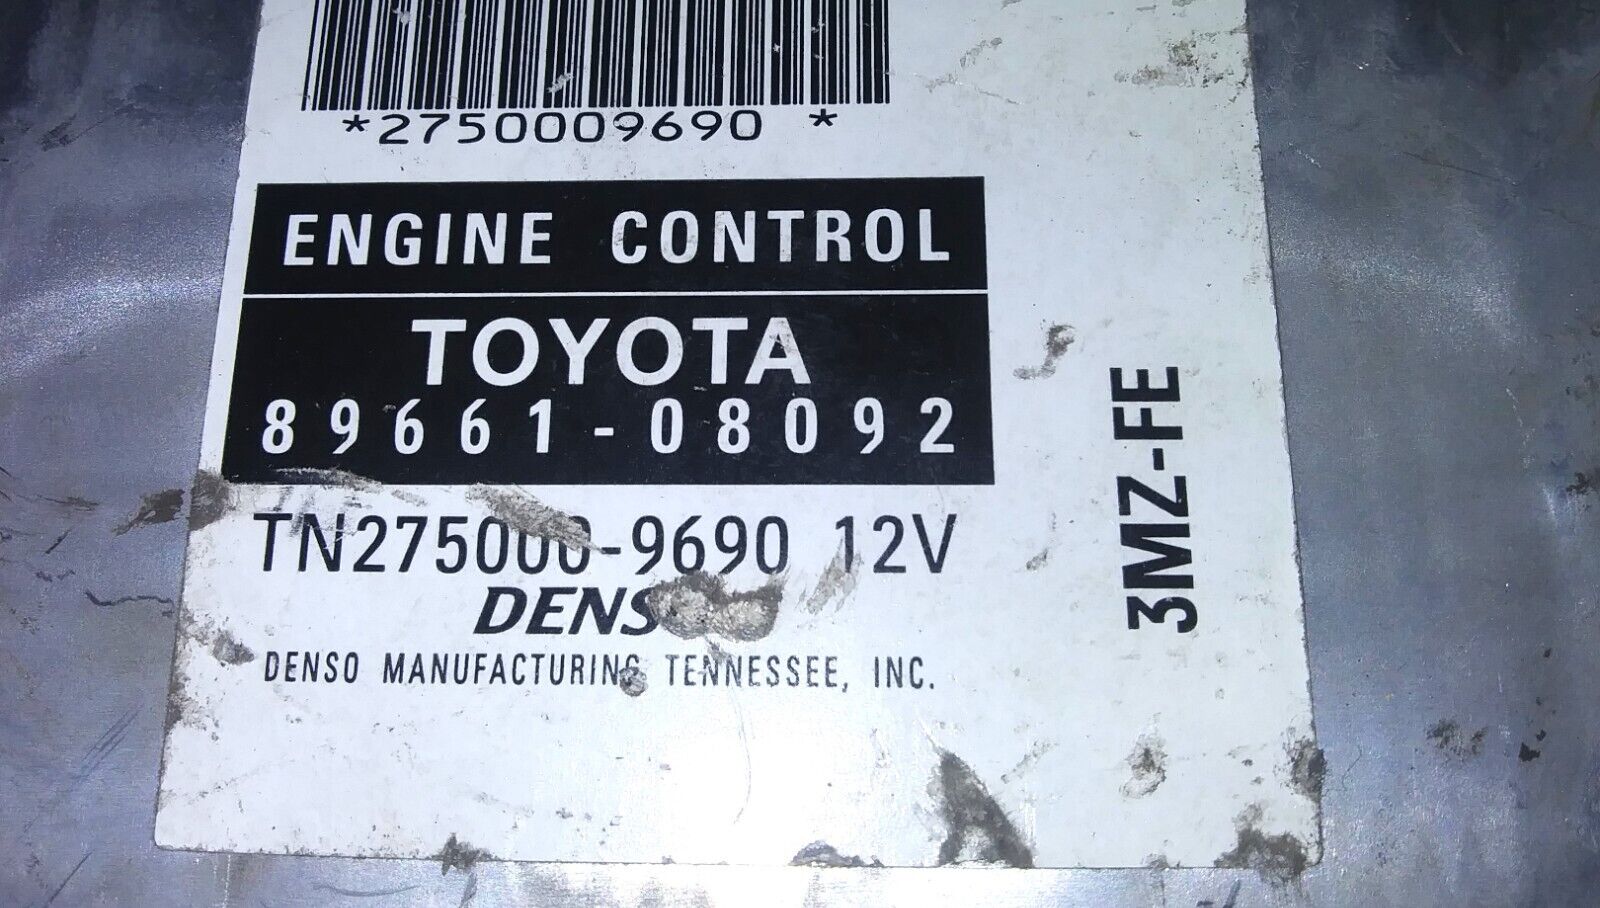 *2750009690 *
ENGINE CONTROL
TOYOTA
89661-08092
TN275000-9690 12V
DENSO MANUFACTURING TENNESSEE, INC.
3MZ-FE